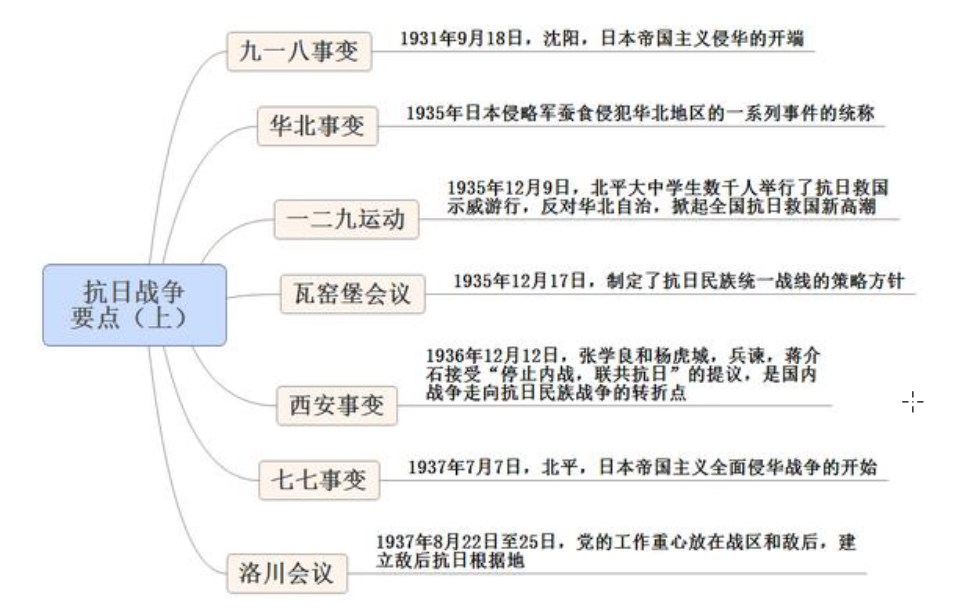 九一八事变
1931年9月18日，沈阳，日本帝国主义侵华的开端
华北事变
1935年日本侵略军蚕食侵犯华北地区的一系列事件的统称
一二九运动
1935年12月9日，北平大中学生数千人举行了抗日救国
示威游行，反对华北自治，掀起全国抗日救国新高潮
抗日战争
要点（上）
瓦窑堡会议
1935年12月17日，制定了抗日民族统一战线的策略方针
西安事变
1936年12月12日，张学良和杨虎城，兵谏，蒋介
石接受“停止内战，联共抗日”的提议，是国内
战争走向抗日民族战争的转折点
七七事变
1937年7月7日，北平，日本帝国主义全面侵华战争的开始
洛川会议
1937年8月22日至25日，党的工作重心放在战区和敌后，建
立敌后抗日根据地